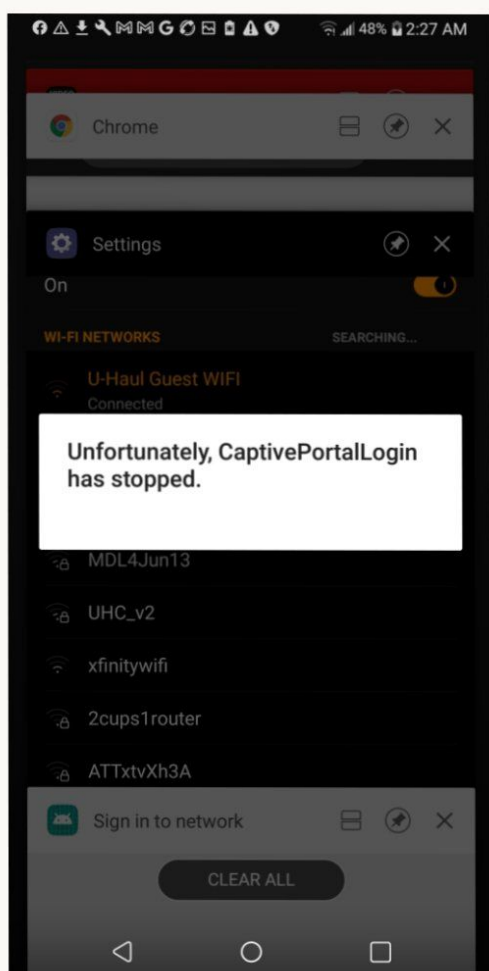 48% 2:27 AM
Chrome
Settings
On
WI-FI NETWORKS SEARCHING...
U-Haul Guest WIFI
Connected
Unfortunately, CaptivePortalLogin
has stopped.
MDL4Jun13
UHC_v2
xfinitywifi
2cups1router
ATTxtvXh3A
Sign in to network
CLEAR ALL